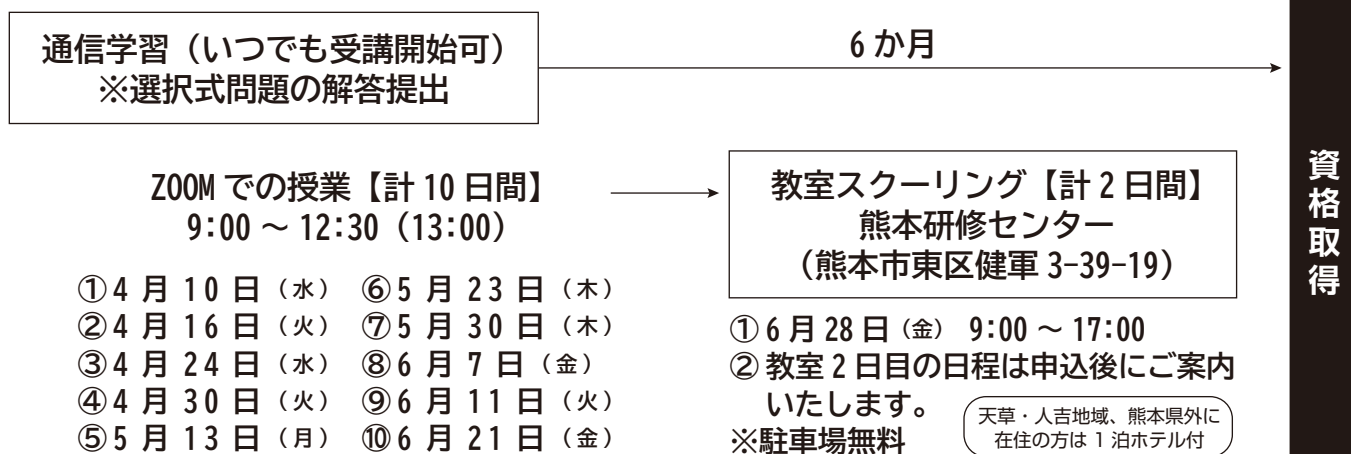 通信学習（いつでも受講開始可）
※選択式問題の解答提出
6か月
ZOOMでの授業【計10日間】
9:00～12:30（13:00）
①4月10日（水）　⑥5月23日（木）
②4月16日（火）　⑦5月30日（木）
③4月24日（水）　⑧6月7日（金）
④4月30日（火）　⑨6月11日（火）
⑤5月13日（月）　⑩6月21日（金）
教室スクーリング【計2日間】
熊本研修センター
（熊本市東区健軍3-39-19）
①6月28日（金）　9:00～17:00
②教室2日目の日程は申込後にご案内
いたします。
※駐車場無料
天草・人吉地域、熊本県外に
在住の方は1泊ホテル付
資格取得